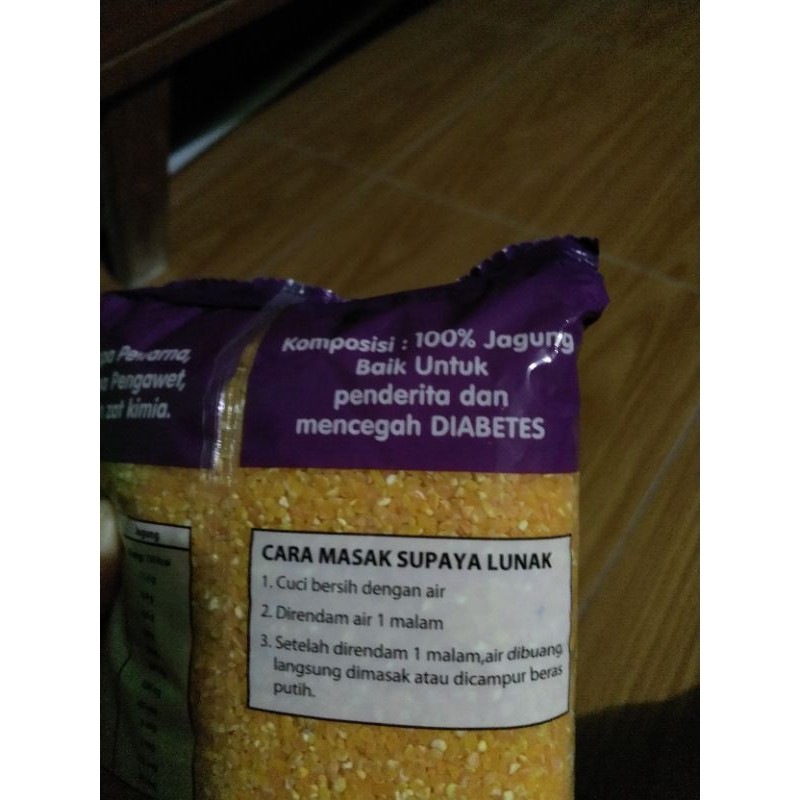 Pengawet,
zat kimia.
Komposisi : 100% Jagung
Baik Untuk
penderita dan
mencegah DIABETES
Jagung
CARA MASAK SUPAYA LUNAK
1. Cuci bersih dengan air
2. Direndam air 1 malam
3. Setelah direndam 1 malam,air dibuang
langsung dimasak atau dicampur beras
putih.